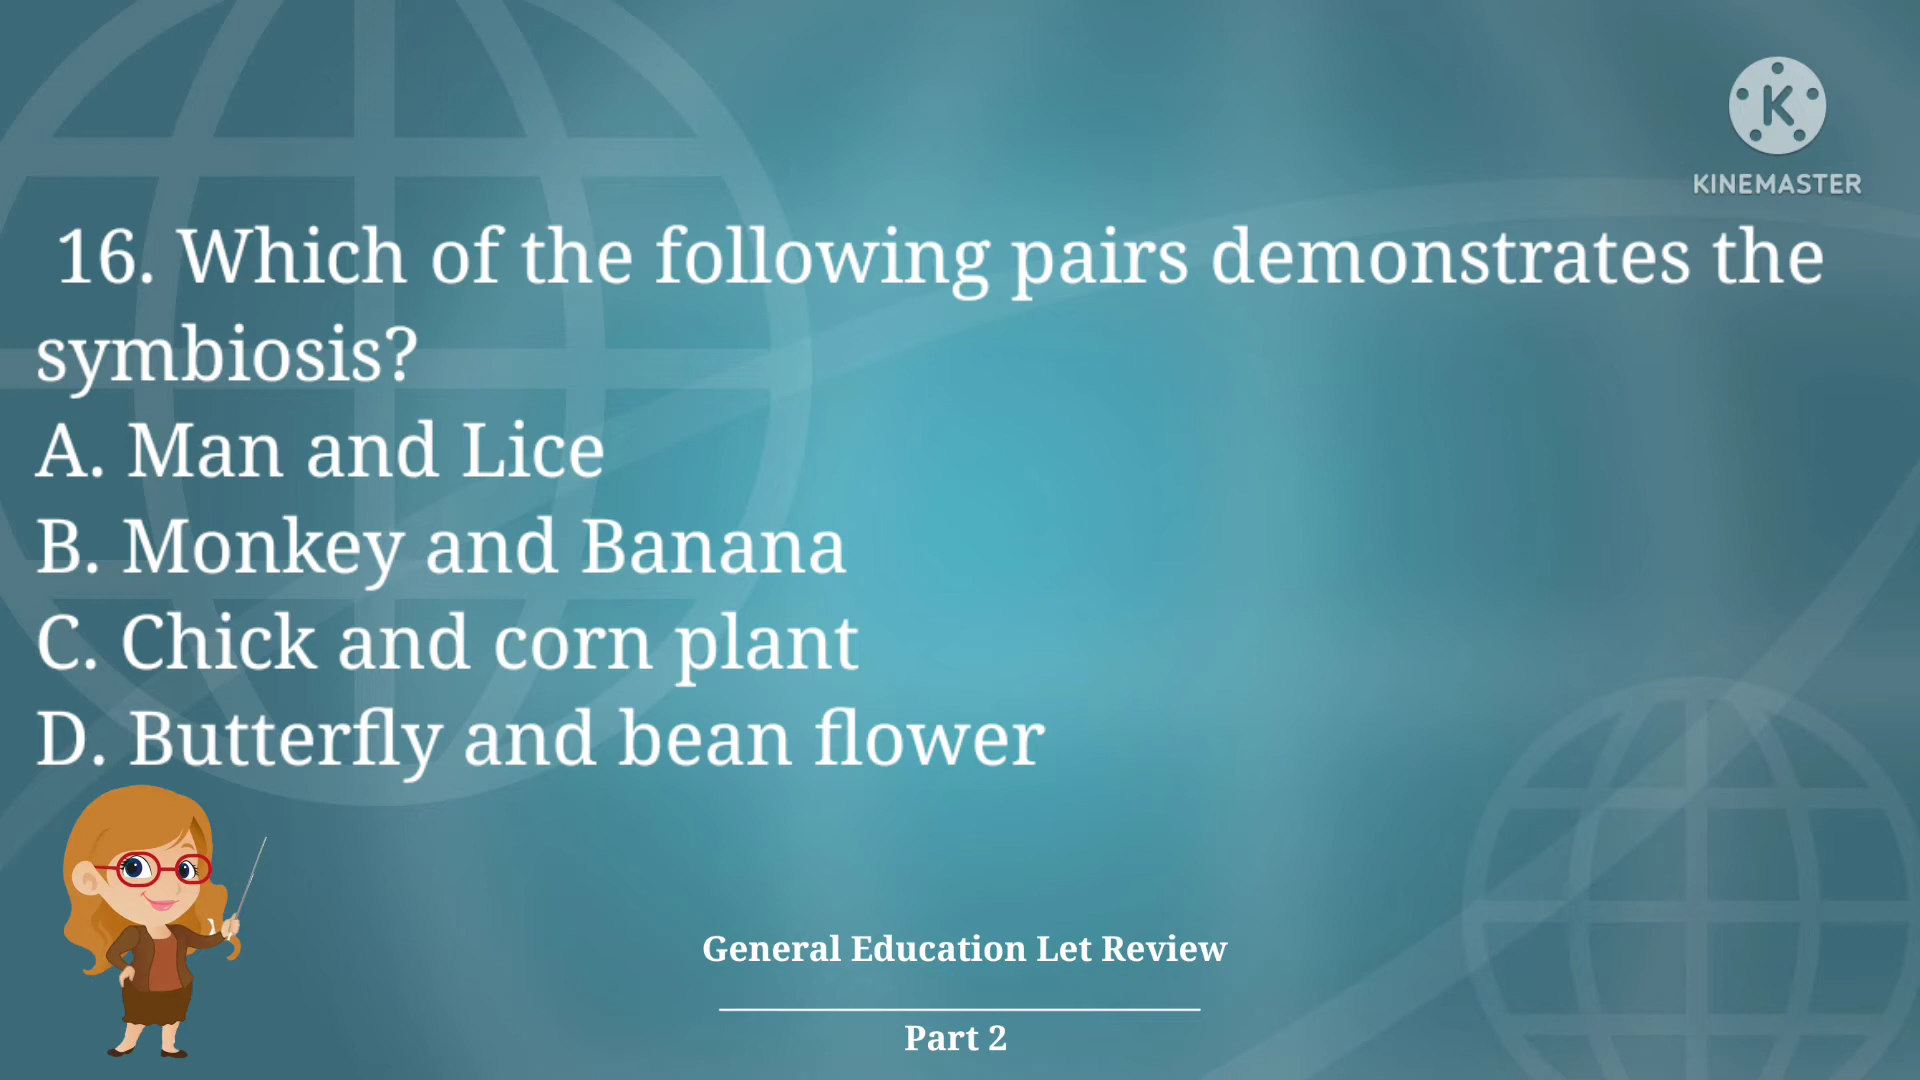 KINEMASTER
16. Which of the following pairs demonstrates the
symbiosis?
A. Man and Lice
B. Monkey and Banana
C. Chick and corn plant
D. Butterfly and bean flower
General Education Let Review
Part 2